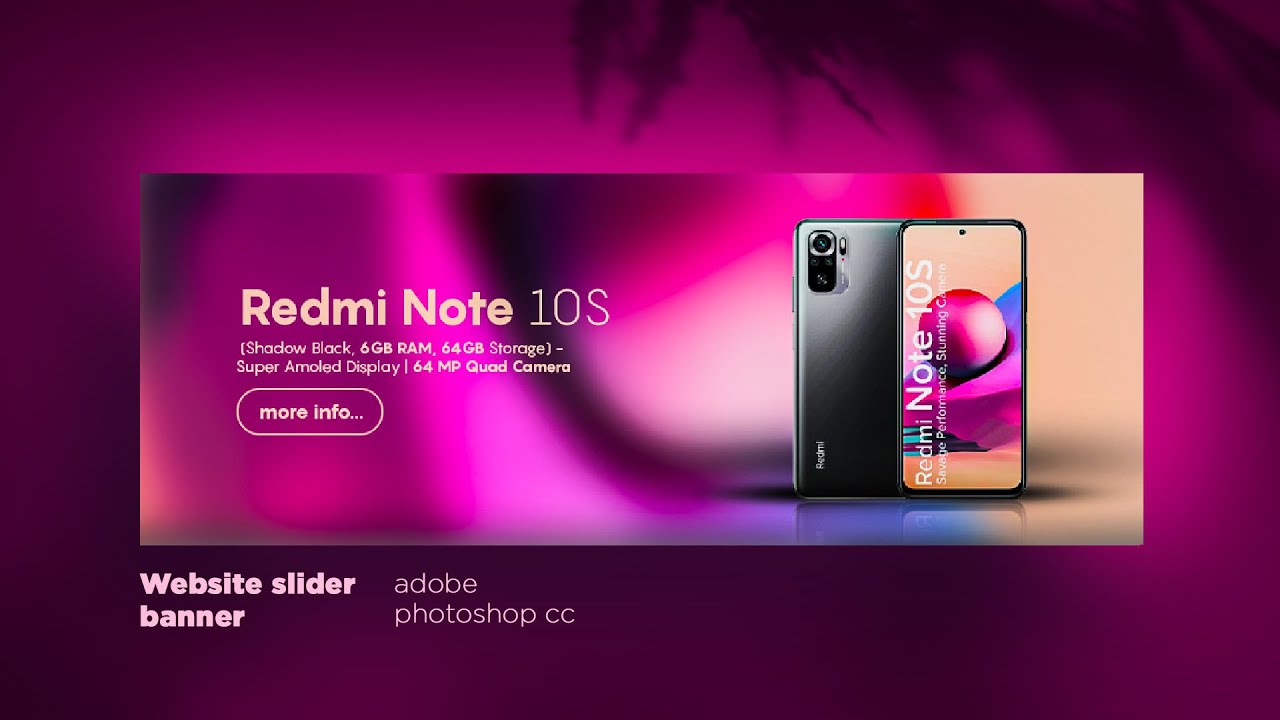 Redmi Note 10S
(Shadow Black, 6GB RAM, 64GB Storage) -
Super Amoled Display | 64 MP Quad Camera
more info...
Redmi
Redmi Note 10S
Savage Performance, Stunning Camera
Website slider
banner
adobe
photoshop cc